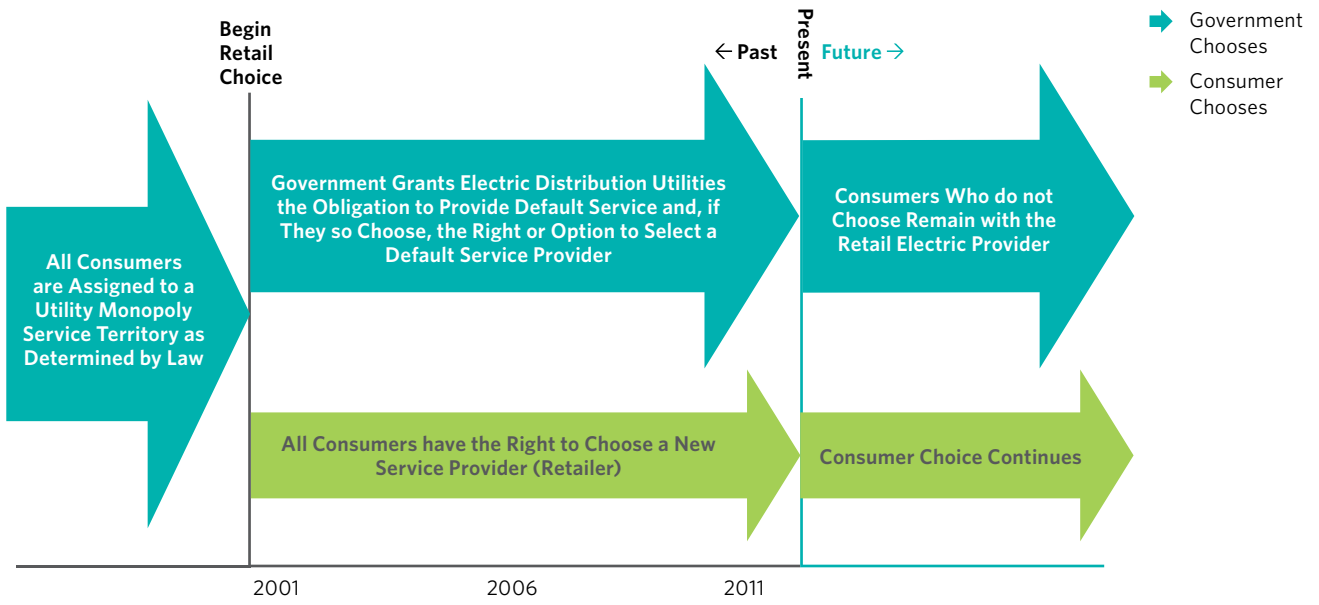 Begin
Retail
Choice
← Past
Present
Future →
Government
Chooses
Consumer
Chooses
All Consumers
are Assigned to a
Utility Monopoly
Service Territory as
Determined by Law
Government Grants Electric Distribution Utilities
the Obligation to Provide Default Service and, if
They so Choose, the Right or Option to Select a
Default Service Provider
Consumers Who do not
Choose Remain with the
Retail Electric Provider
All Consumers have the Right to Choose a New
Service Provider (Retailer)
Consumer Choice Continues
2001
2006
2011